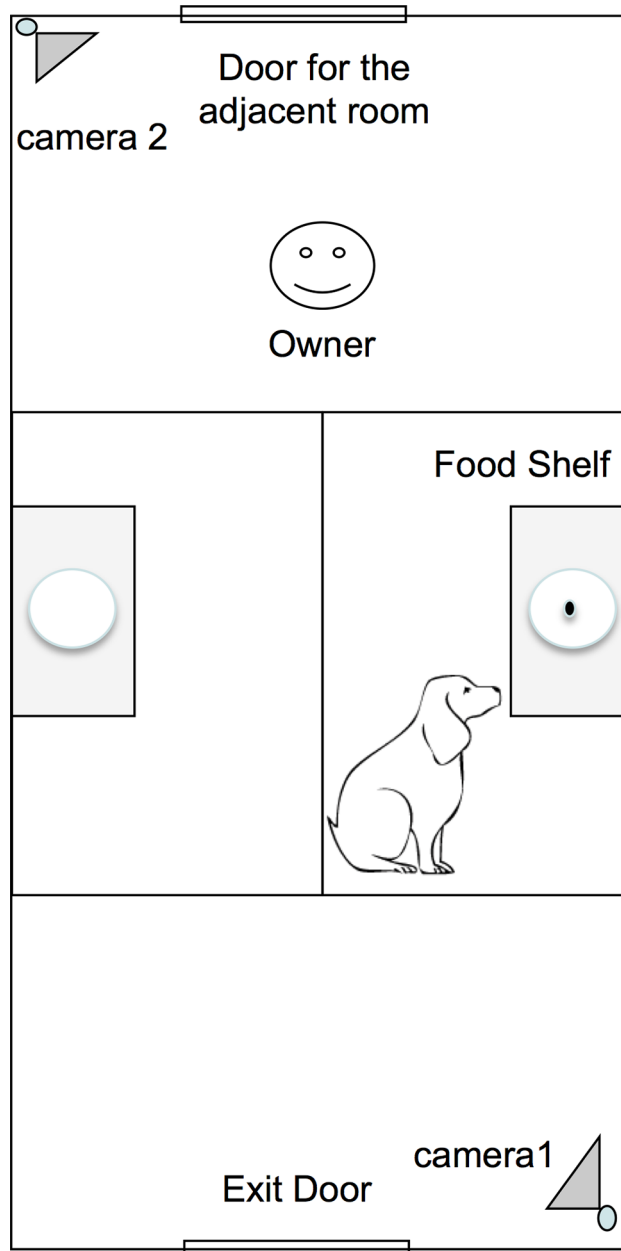 Door for the
adjacent room
camera 2
Owner
Food Shelf
camera1
Exit Door